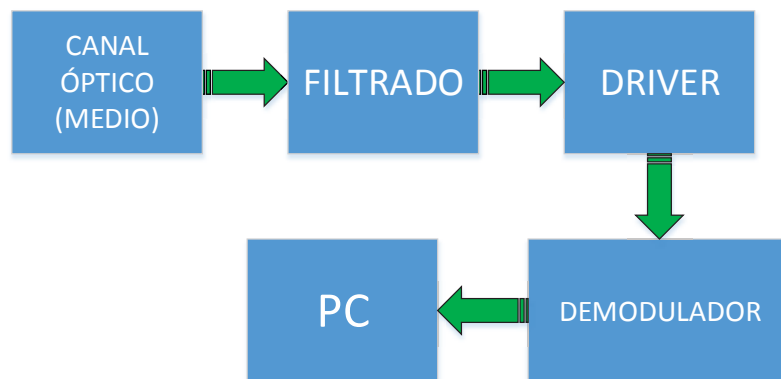 CANAL
ÓPTICO
(MEDIO)
FILTRADO
DRIVER
PC
DEMODULADOR